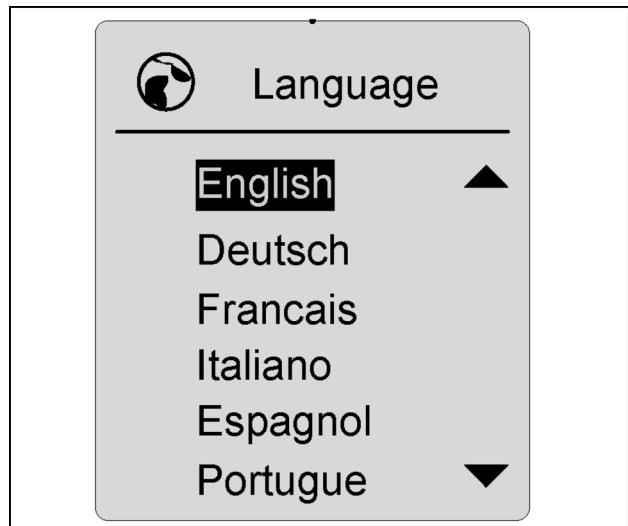 Language
English
Deutsch
Francais
Italiano
Espagnol
Portugue